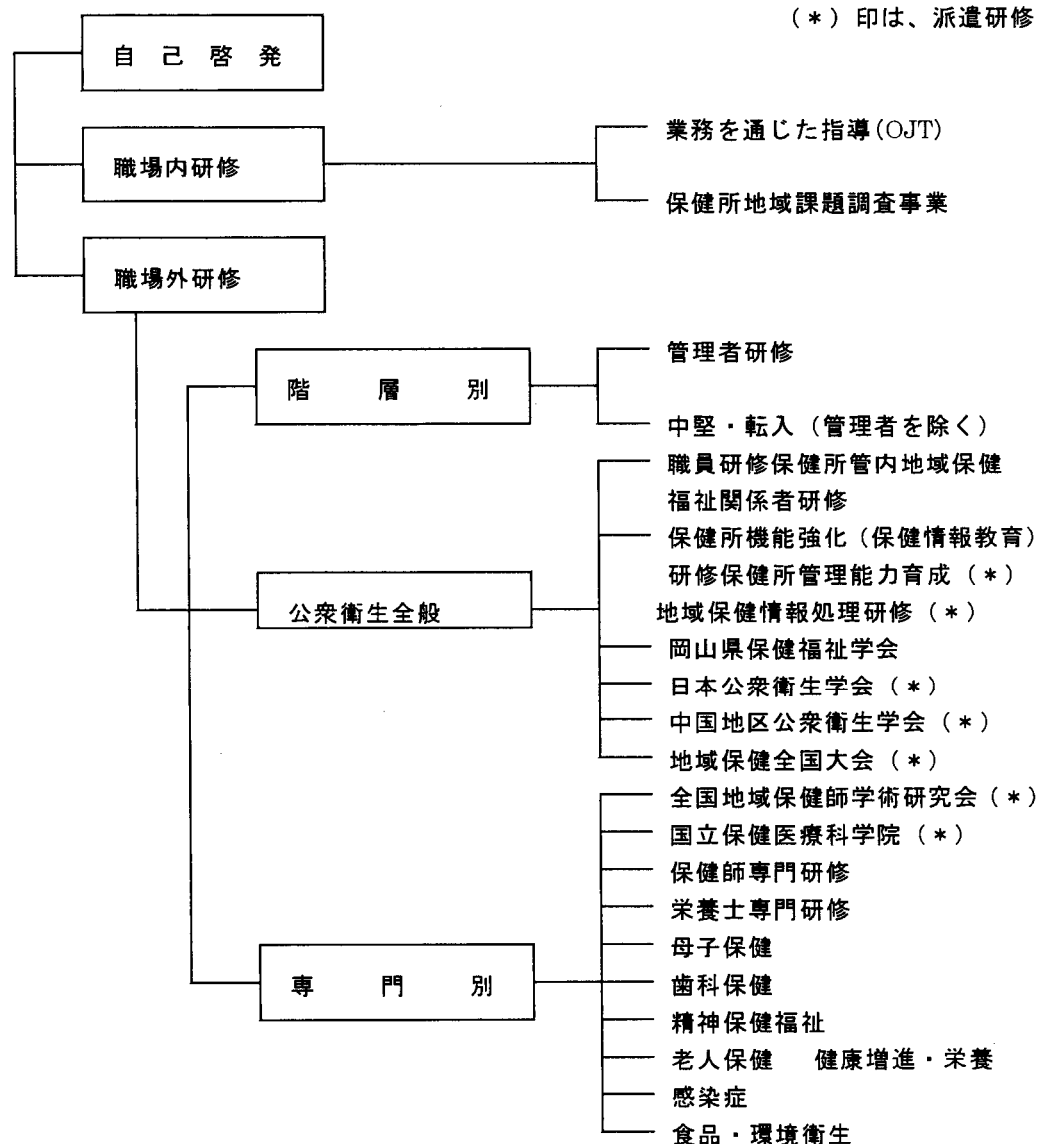 (*)印は、派遣研修
自己啓発
職場内研修
業務を通じた指導(OJT)
保健所地域課題調査事業
職場外研修
階層別
管理者研修
中堅・転入(管理者を除く)
職員研修保健所管内地域保健
福祉関係者研修
保健所機能強化(保健情報教育)
研修保健所管理能力育成(*)
公衆衛生全般
地域保健情報処理研修(*)
岡山県保健福祉学会
日本公衆衛生学会(*)
中国地区公衆衛生学会(*)
地域保健全国大会(*)
全国地域保健師学術研究会(*)
国立保健医療科学院(*)
保健師専門研修
栄養士専門研修
母子保健
専門別
歯科保健
精神保健福祉
老人保健 健康増進・栄養
感染症
食品・環境衛生